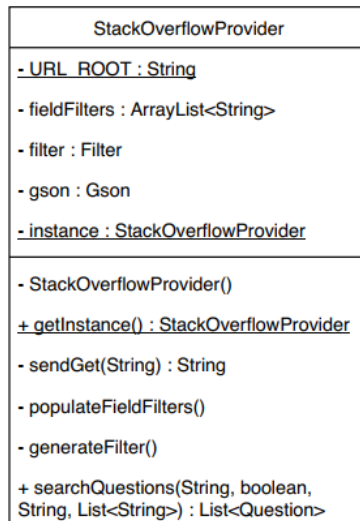 StackOverflowProvider
- URL_ROOT : String
- fieldFilters : ArrayList<String>
- filter : Filter
- gson : Gson
- instance : StackOverflowProvider
- StackOverflowProvider()
+ getInstance() : StackOverflowProvider
- sendGet(String) : String
- populateFieldFilters()
- generateFilter()
+ searchQuestions(String, boolean,
String, List<String>) : List<Question>